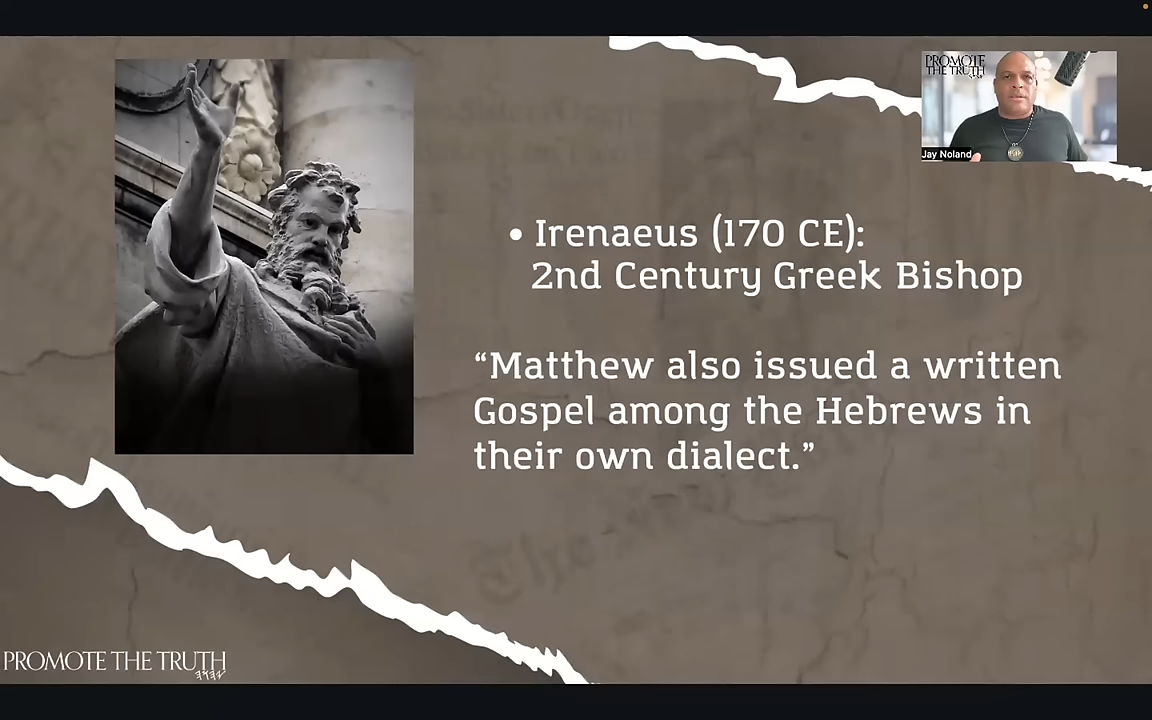 PROMOTE
THE TRUTH
Jay Noland
• Irenaeus (170 CE):
2nd Century Greek Bishop
“Matthew also issued a written
Gospel among the Hebrews in
their own dialect.”
PROMOTE THE TRUTH